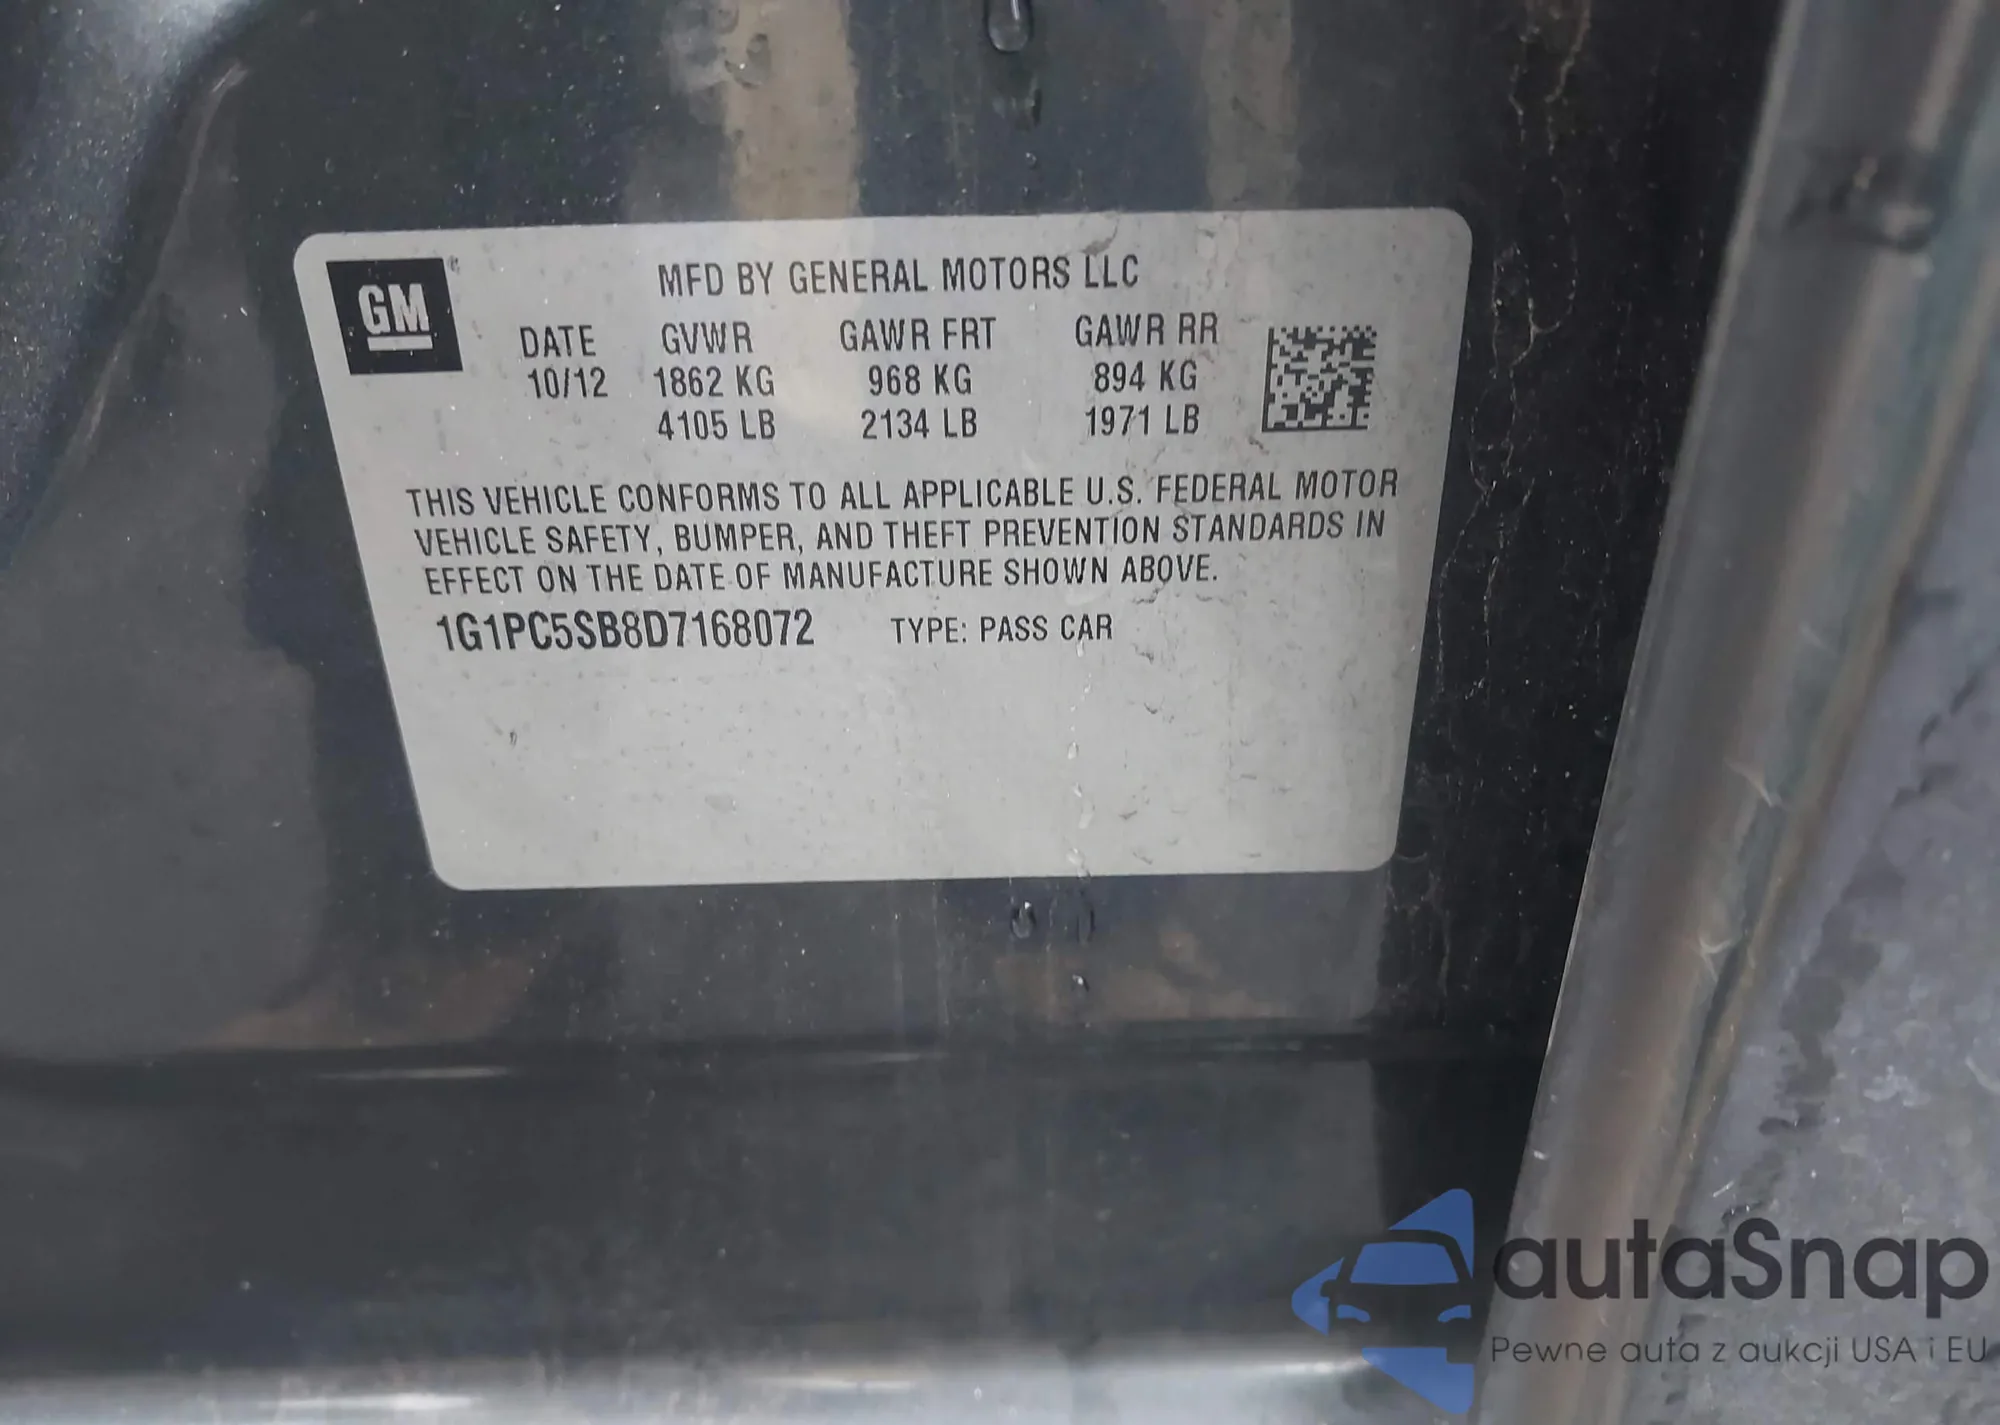 GM
MFD BY GENERAL MOTORS LLC
DATE GVWR GAWR FRT GAWR RR
10/12 1862 KG 968 KG 894 KG
4105 LB 2134 LB 1971 LB
THIS VEHICLE CONFORMS TO ALL APPLICABLE U.S. FEDERAL MOTOR
VEHICLE SAFETY, BUMPER, AND THEFT PREVENTION STANDARDS IN
EFFECT ON THE DATE OF MANUFACTURE SHOWN ABOVE.
1G1PC5SB8D7168072 TYPE: PASS CAR
autaSnap
Pewne auta z aukcji USA i EU